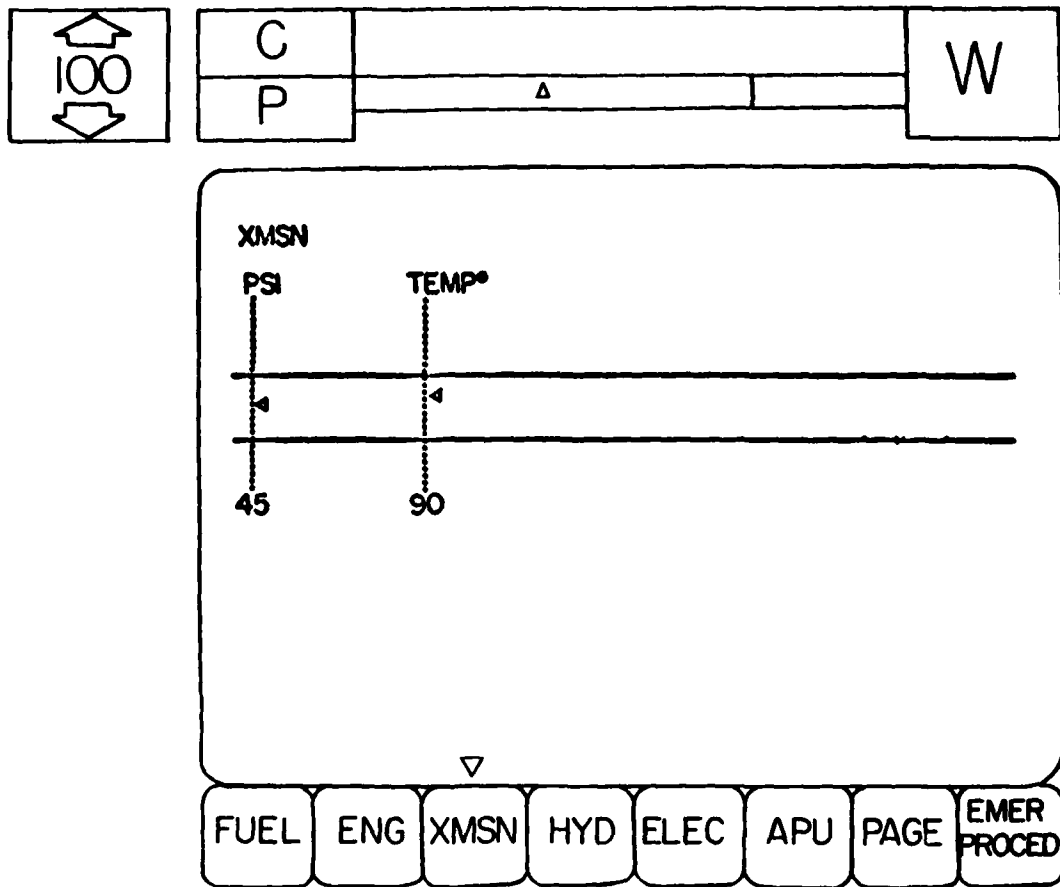 100
C
P
W
XMSN
PSI TEMP°
45 90
FUEL ENG XMSN HYD ELEC APU PAGE EMER PROCED